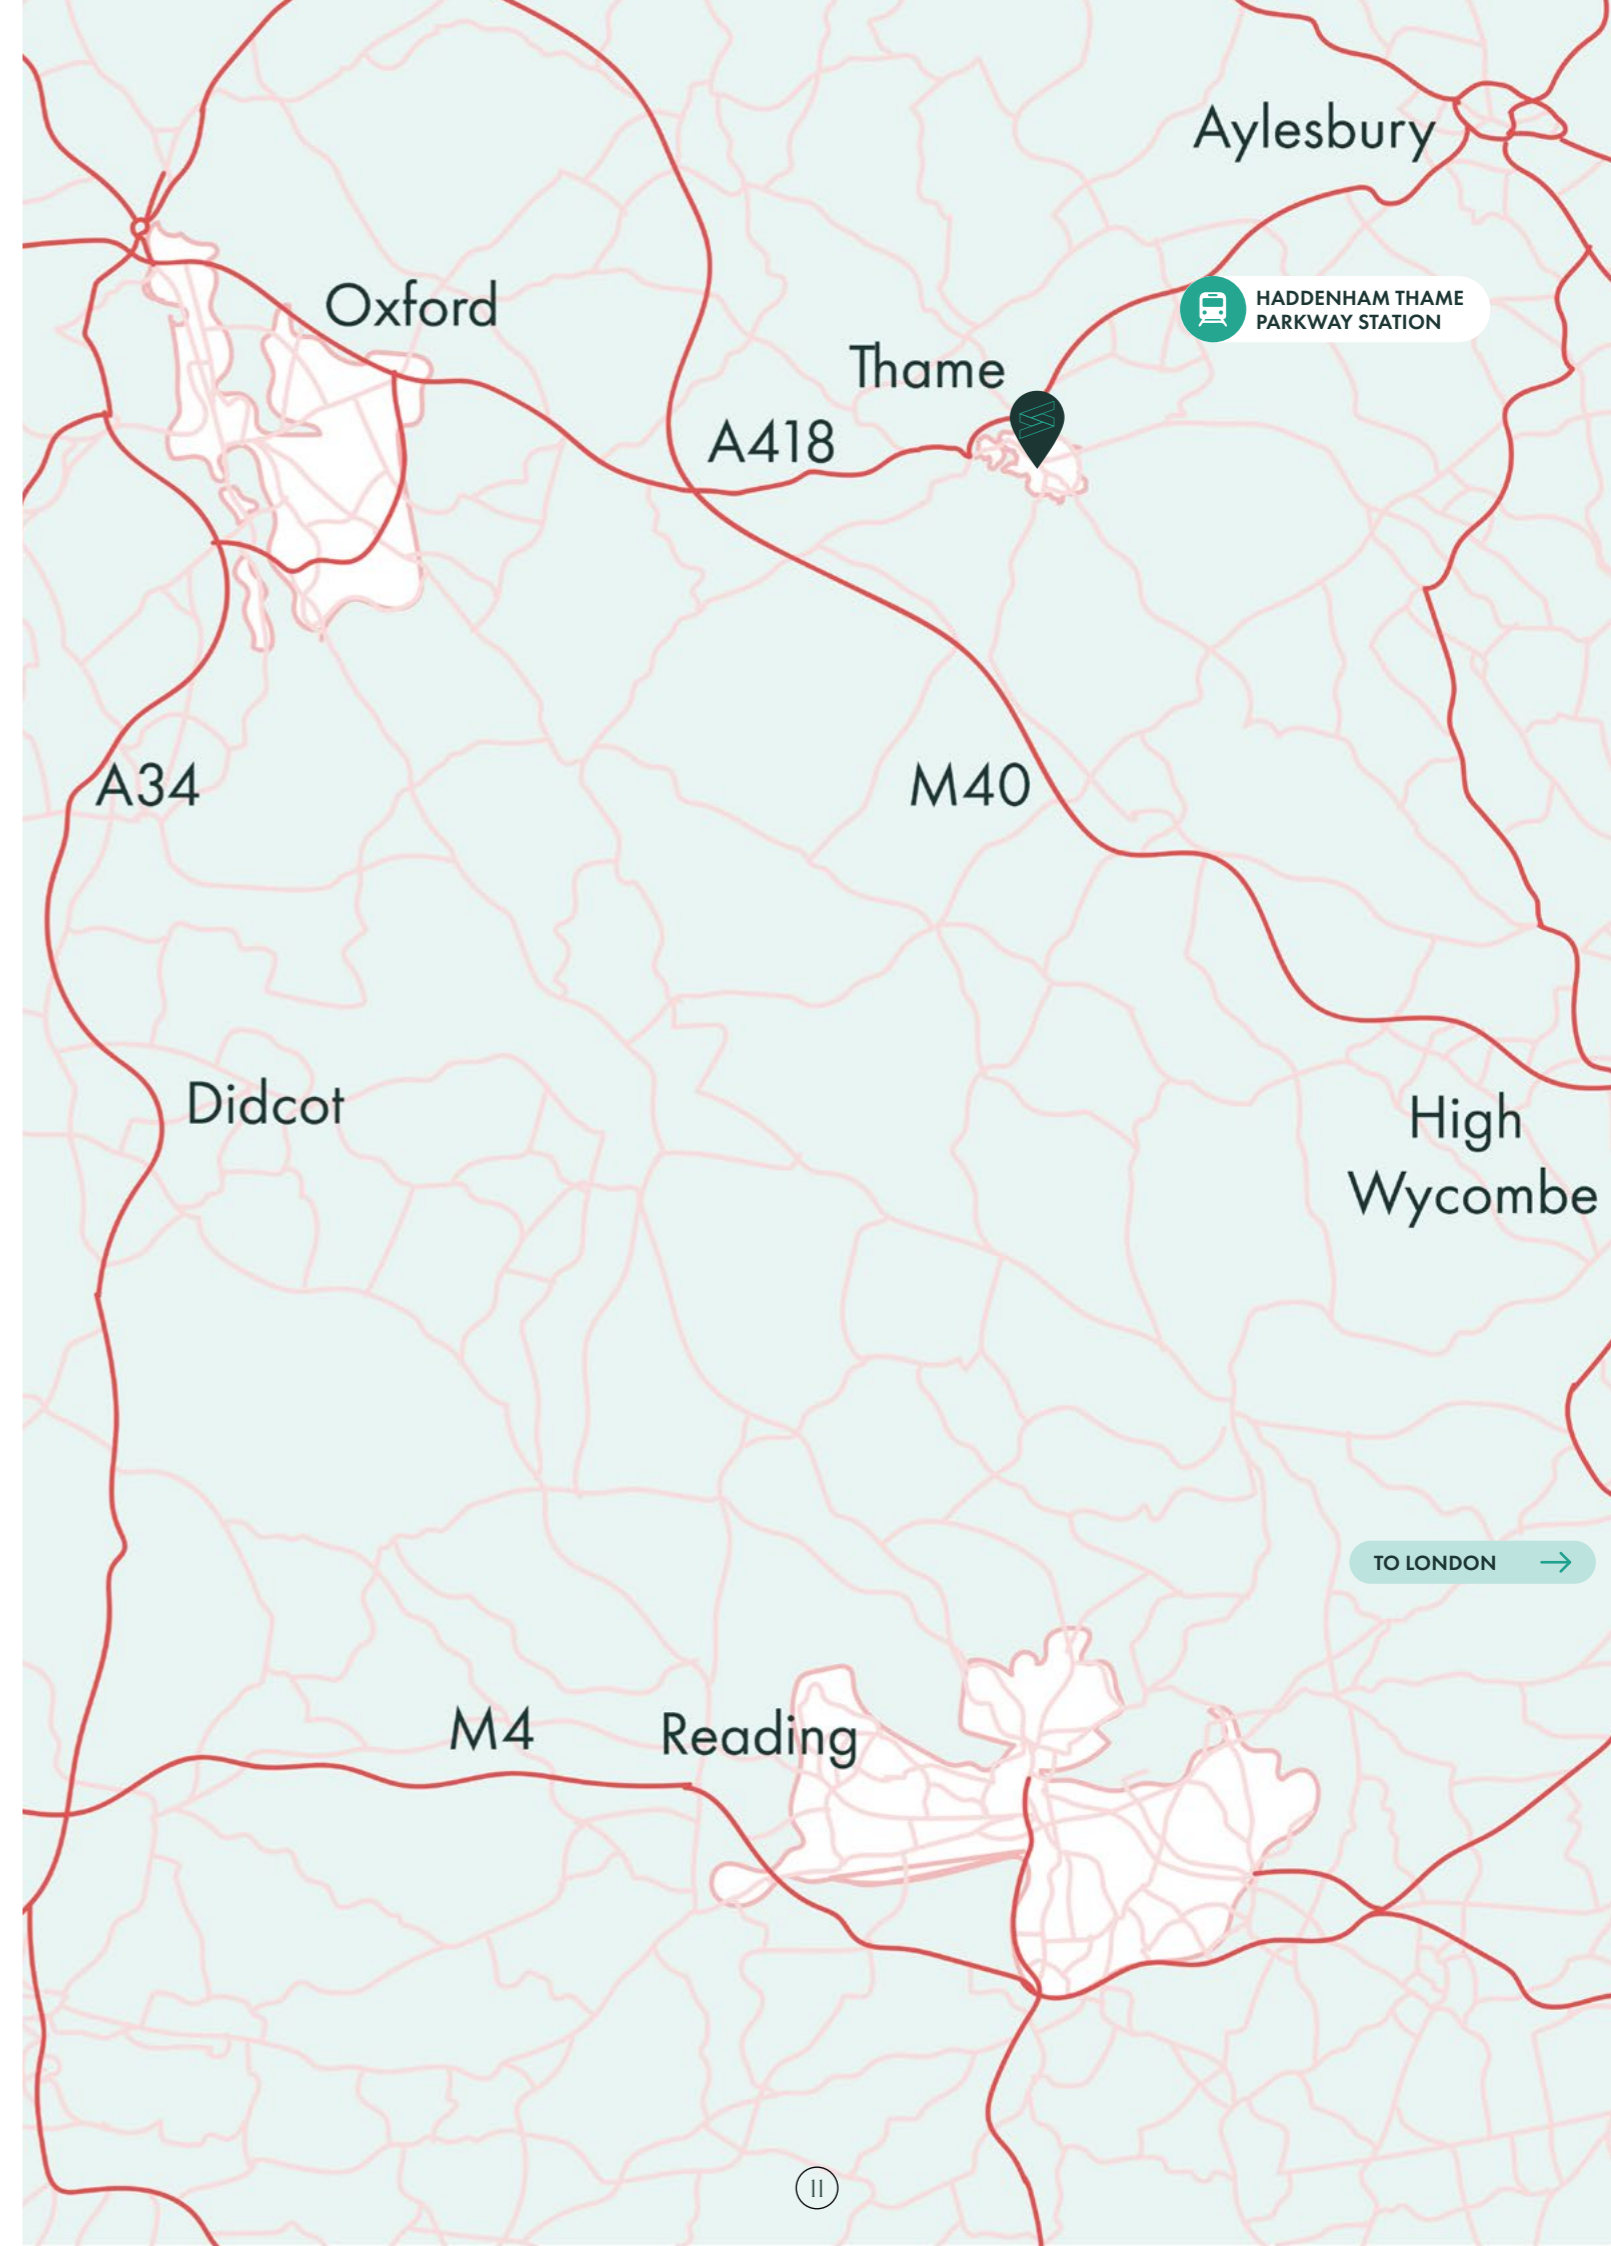 Aylesbury
Oxford
HADDENHAM THAME
PARKWAY STATION
Thame
A418
A34
M40
Didcot
High
Wycombe
TO LONDON
M4
Reading
11